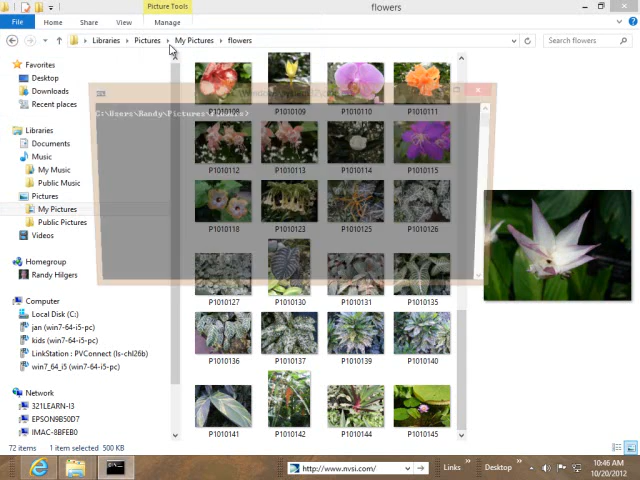 Picture Tools
flowers
File
Home
Share
View
Manage
Libraries
Pictures
My Pictures
flowers
Search flowers
Favorites
Desktop
Downloads
Recent places
Libraries
Documents
Music
My Music
Public Music
Pictures
My Pictures
Public Pictures
Videos
Homegroup
Randy Hilgers
Computer
Local Disk (C:)
jan (win7-64-i5-pc)
kids (win7-64-i5-pc)
LinkStation : PVConnect (ls-chl26b)
win7_64_i5 (win7-64-i5-pc)
Network
321LEARN-I3
EPSON9B50D7
IMAC-8BFEB0
C:\Users\Randy\Pictures\flowers>
P1010108
P1010109
P1010110
P1010111
P1010112
P1010113
P1010114
P1010115
P1010118
P1010123
P1010125
P1010126
P1010127
P1010130
P1010131
P1010135
P1010136
P1010137
P1010139
P1010140
P1010141
P1010142
P1010144
P1010145
72 items
1 item selected 500 KB
http://www.nvsi.com/
Links
Desktop
10:46 AM
10/20/2012